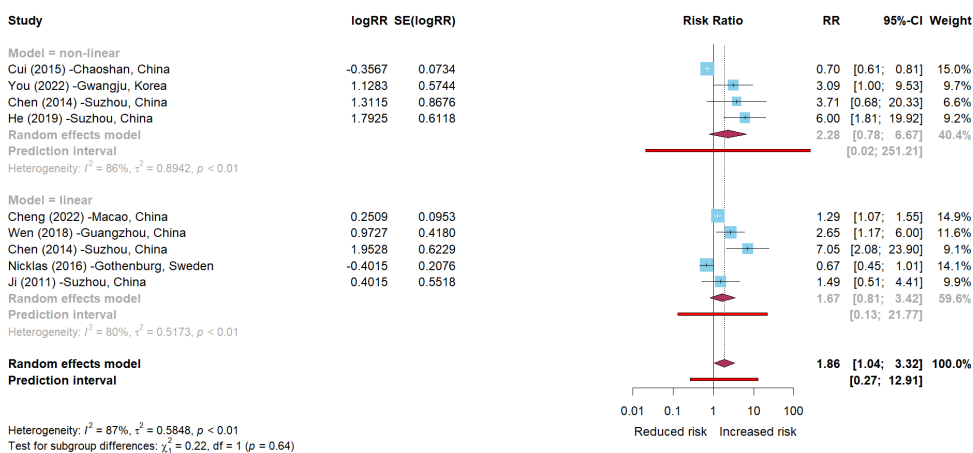 Study logRR SE(logRR) Risk Ratio RR 95%-CI Weight
Model = non-linear
Cui (2015) -Chaoshan, China -0.3567 0.0734 0.70 [0.61; 0.81] 15.0%
You (2022) -Gwangju, Korea 1.1283 0.5744 3.09 [1.00; 9.53] 9.7%
Chen (2014) -Suzhou, China 1.3115 0.8676 3.71 [0.68; 20.33] 6.6%
He (2019) -Suzhou, China 1.7925 0.6118 6.00 [1.81; 19.92] 9.2%
Random effects model 2.28 [0.78; 6.67] 40.4%
Prediction interval [0.02; 251.21]
Heterogeneity: I² = 86%, τ² = 0.8942, p < 0.01
Model = linear
Cheng (2022) -Macao, China 0.2509 0.0953 1.29 [1.07; 1.55] 14.9%
Wen (2018) -Guangzhou, China 0.9727 0.4180 2.65 [1.17; 6.00] 11.6%
Chen (2014) -Suzhou, China 1.9528 0.6229 7.05 [2.08; 23.90] 9.1%
Nicklas (2016) -Gothenburg, Sweden -0.4015 0.2076 0.67 [0.45; 1.01] 14.1%
Ji (2011) -Suzhou, China 0.4015 0.5518 1.49 [0.51; 4.41] 9.9%
Random effects model 1.67 [0.81; 3.42] 59.6%
Prediction interval [0.13; 21.77]
Heterogeneity: I² = 80%, τ² = 0.5173, p < 0.01
Random effects model 1.86 [1.04; 3.32] 100.0%
Prediction interval [0.27; 12.91]
0.01 0.1 1 10 100
Reduced risk Increased risk
Heterogeneity: I² = 87%, τ² = 0.5848, p < 0.01
Test for subgroup differences: χ²₁ = 0.22, df = 1 (p = 0.64)